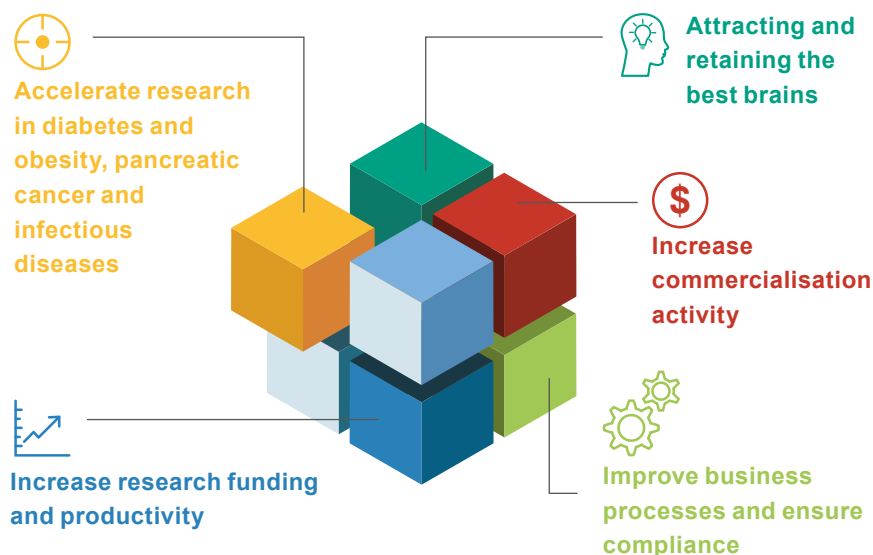 Accelerate research
in diabetes and
obesity, pancreatic
cancer and
infectious
diseases
Attracting and
retaining the
best brains
$
Increase
commercialisation
activity
Increase research funding
and productivity
Improve business
processes and ensure
compliance